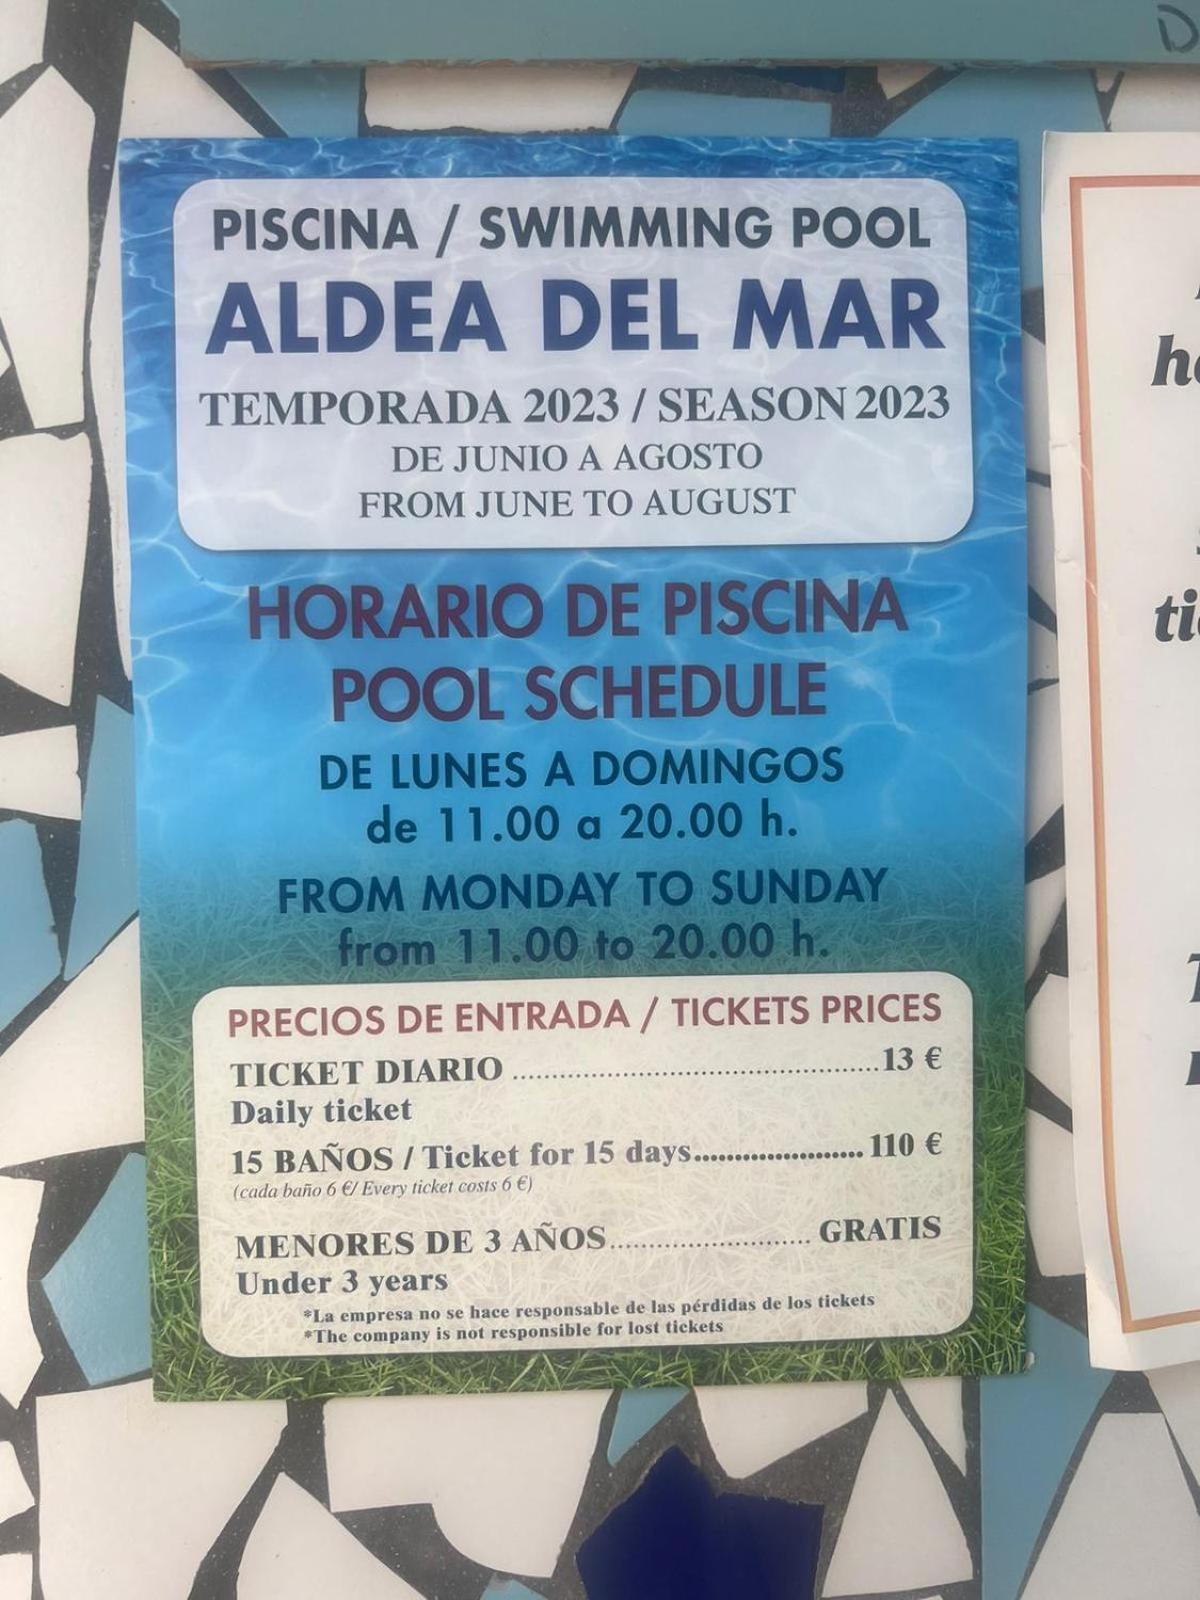 PISCINA / SWIMMING POOL
ALDEA DEL MAR
TEMPORADA 2023 / SEASON 2023
DE JUNIO A AGOSTO
FROM JUNE TO AUGUST
HORARIO DE PISCINA
POOL SCHEDULE
DE LUNES A DOMINGOS
de 11.00 a 20.00 h.
FROM MONDAY TO SUNDAY
from 11.00 to 20.00 h.
PRECIOS DE ENTRADA / TICKETS PRICES
TICKET DIARIO ............................................... 13 €
Daily ticket
15 BAÑOS / Ticket for 15 days...................... 110 €
(cada baño 6 €/ Every ticket costs 6 €)
MENORES DE 3 AÑOS.......................... GRATIS
Under 3 years
*La empresa no se hace responsable de las pérdidas de los tickets
*The company is not responsible for lost tickets